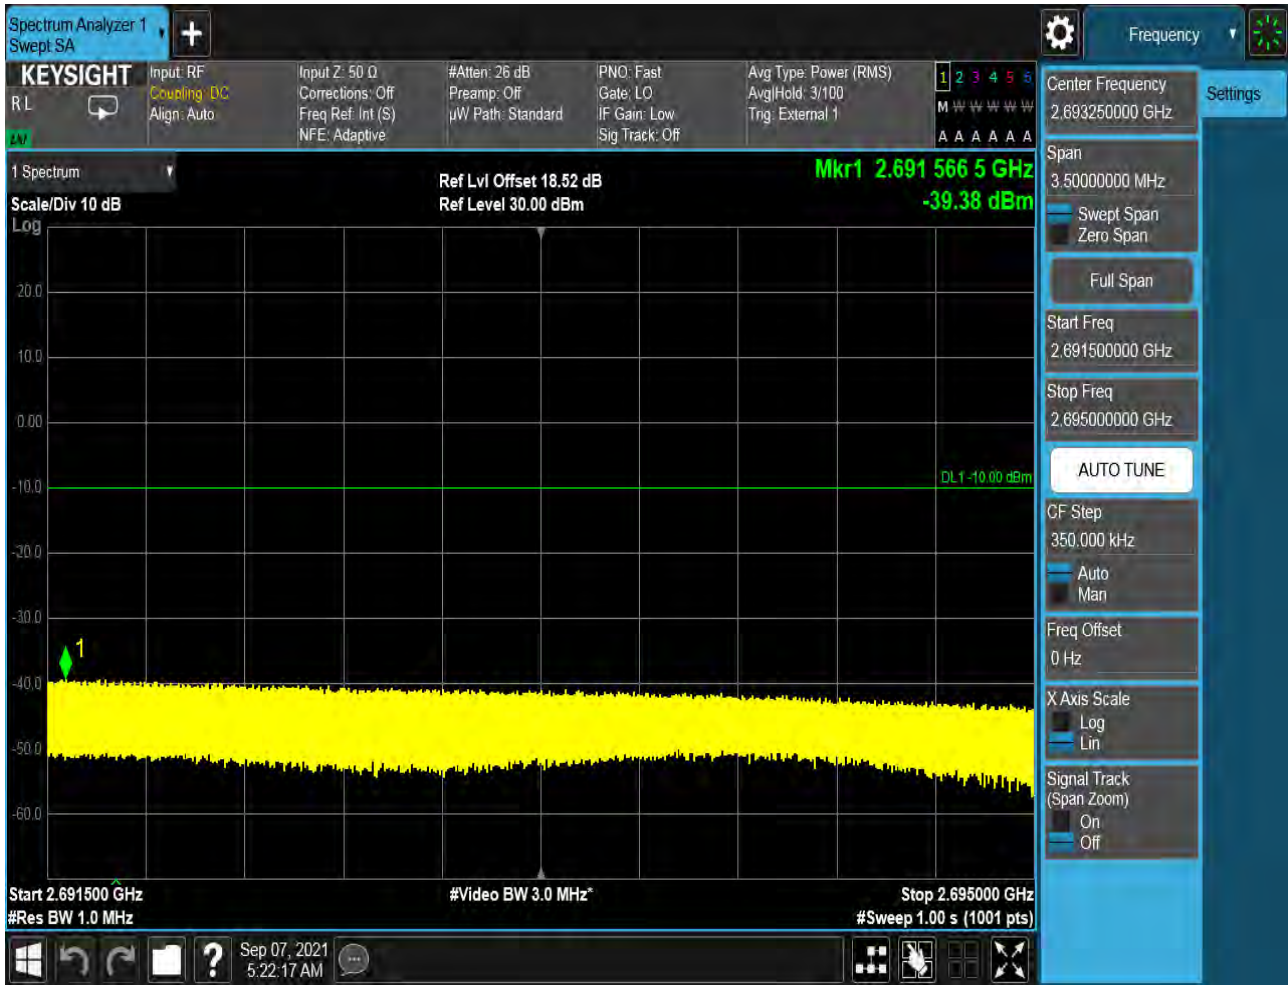 Spectrum Analyzer 1
Swept SA
Frequency
KEYSIGHT
R L
Input: RF
Coupling: DC
Align: Auto
Input Z: 50 Ω
Corrections: Off
Freq Ref: Int (S)
NFE: Adaptive
#Atten: 26 dB
Preamp: Off
µW Path: Standard
PNO: Fast
Gate: LO
IF Gain: Low
Sig Track: Off
Avg Type: Power (RMS)
Avg|Hold: 3/100
Trig: External 1
1 2 3 4 5 6
M W W W W W
A A A A A A
1 Spectrum
Scale/Div 10 dB
Log
Ref Lvl Offset 18.52 dB
Ref Level 30.00 dBm
Mkr1 2.691 566 5 GHz
-39.38 dBm
20.0
10.0
0.00
-10.0
-20.0
-30.0
-40.0
-50.0
-60.0
DL1 -10.00 dBm
1
Start 2.691500 GHz
#Res BW 1.0 MHz
#Video BW 3.0 MHz*
Stop 2.695000 GHz
#Sweep 1.00 s (1001 pts)
Sep 07, 2021
5:22:17 AM
Center Frequency
2.693250000 GHz
Settings
Span
3.50000000 MHz
Swept Span
Zero Span
Full Span
Start Freq
2.691500000 GHz
Stop Freq
2.695000000 GHz
AUTO TUNE
CF Step
350.000 kHz
Auto
Man
Freq Offset
0 Hz
X Axis Scale
Log
Lin
Signal Track
(Span Zoom)
On
Off